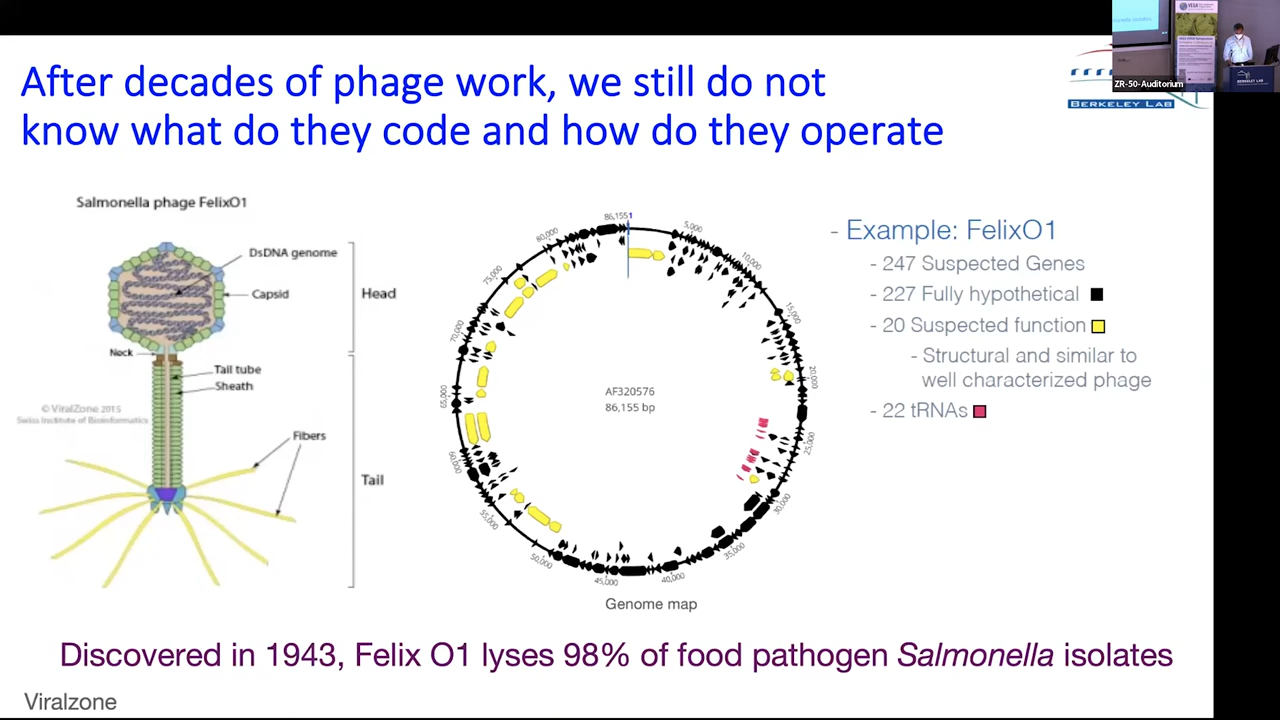 After decades of phage work, we still do not
know what do they code and how do they operate
BERKELEY LAB
ZR-50-Auditorium
VEGA
BERKELEY LAB
Salmonella phage FelixO1
DsDNA genome
Capsid
Head
Neck
Tail tube
Sheath
© ViralZone 2015
Swiss Institute of Bioinformatics
Fibers
Tail
86,155 1
5,000
10,000
15,000
20,000
25,000
30,000
35,000
40,000
45,000
50,000
55,000
60,000
65,000
70,000
75,000
80,000
AF320576
86,155 bp
Genome map
- Example: FelixO1
- 247 Suspected Genes
- 227 Fully hypothetical
- 20 Suspected function
- Structural and similar to
well characterized phage
- 22 tRNAs
Discovered in 1943, Felix O1 lyses 98% of food pathogen Salmonella isolates
Viralzone